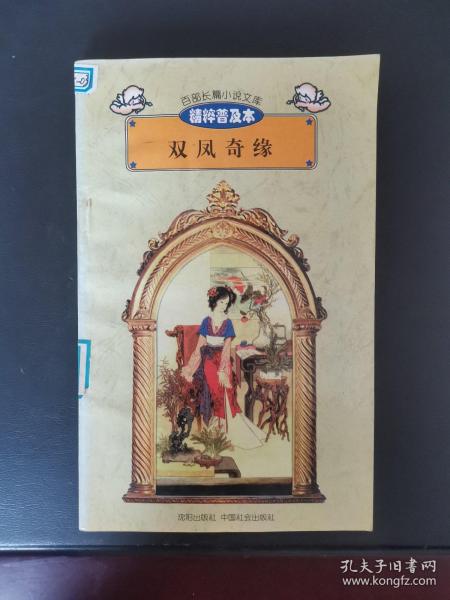 百部长篇小说文库
精粹普及本
双凤奇缘
沈阳出版社 中国社会出版社
孔夫子旧书网
www.kongfz.com